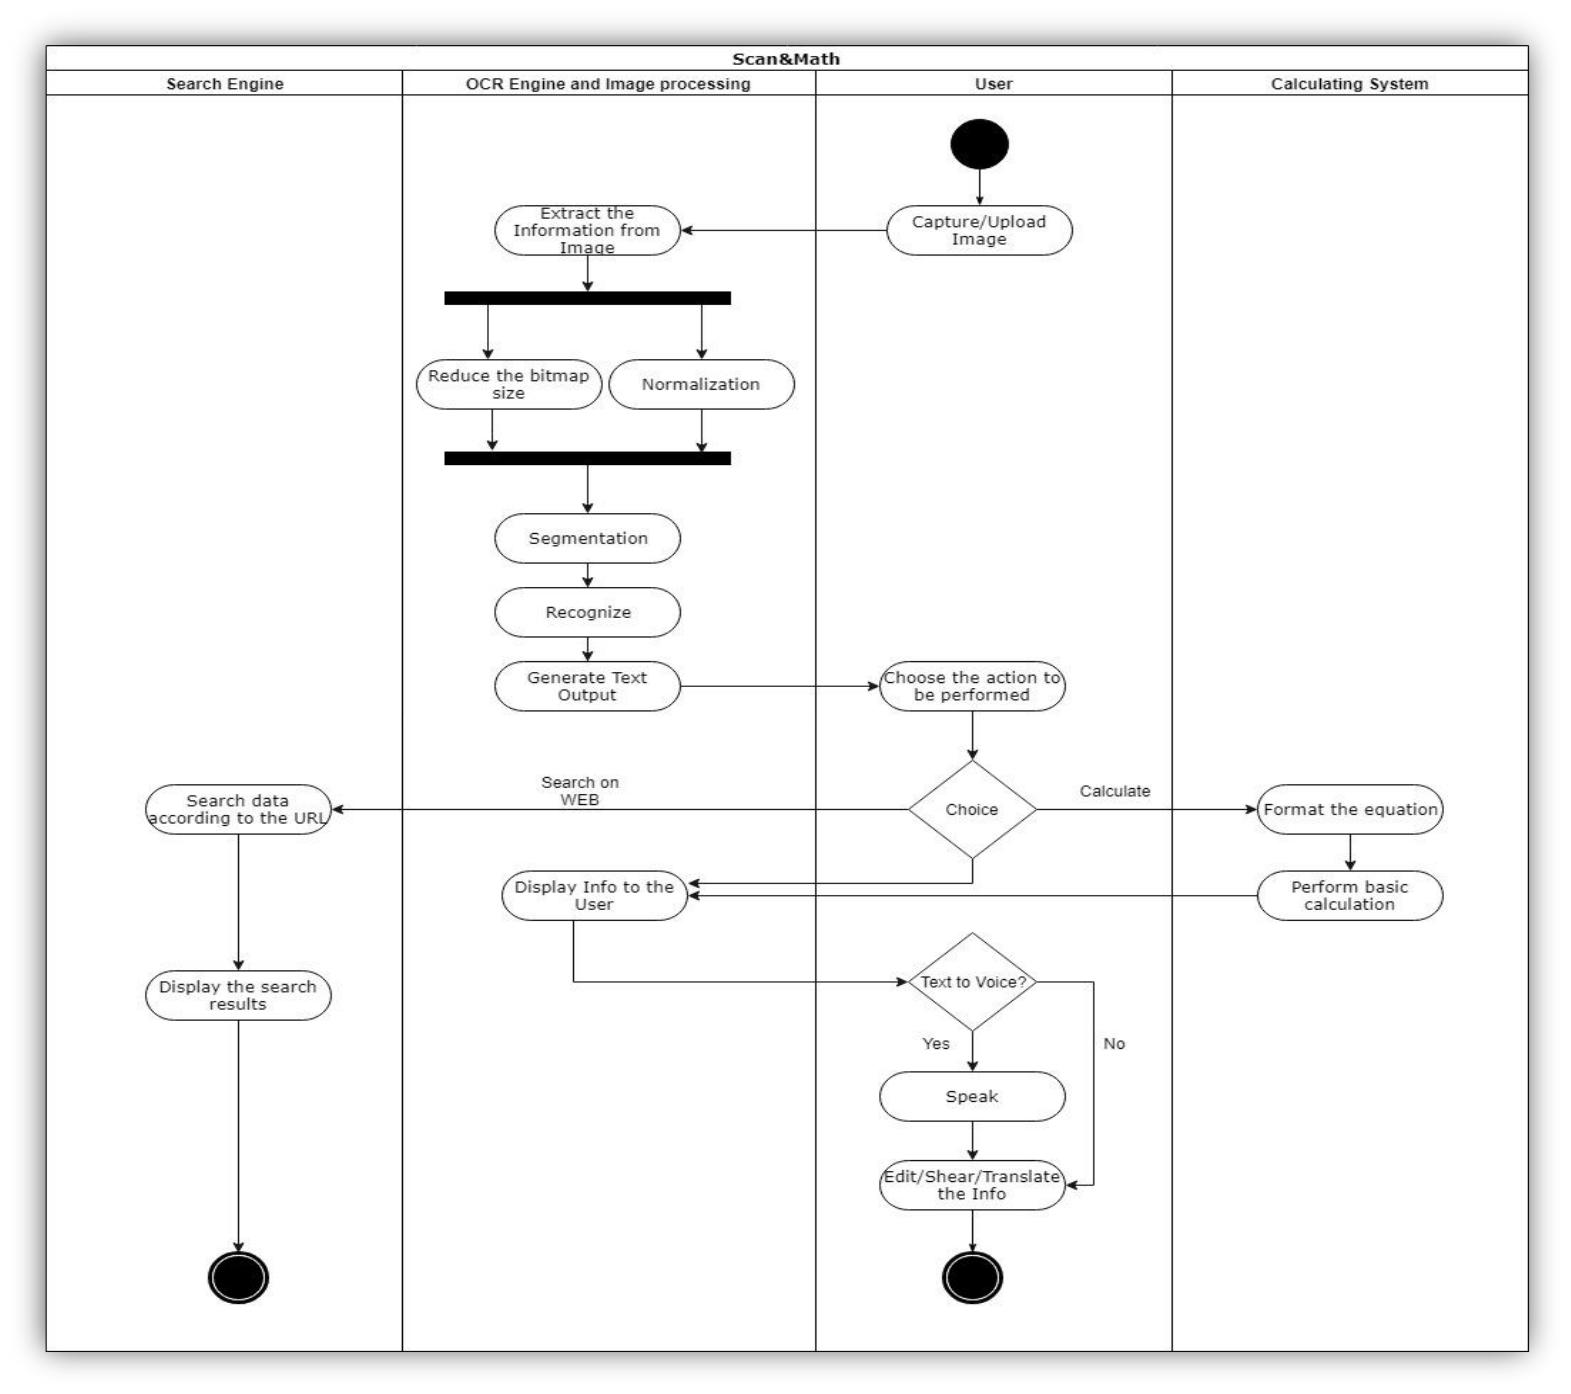 Scan&Math
Search Engine
OCR Engine and Image processing
User
Calculating System
Capture/Upload
Image
Extract the
Information from
Image
Reduce the bitmap
size
Normalization
Segmentation
Recognize
Generate Text
Output
Choose the action to
be performed
Choice
Search on
WEB
Calculate
Search data
according to the URL
Format the equation
Display Info to the
User
Perform basic
calculation
Display the search
results
Text to Voice?
Yes
No
Speak
Edit/Shear/Translate
the Info